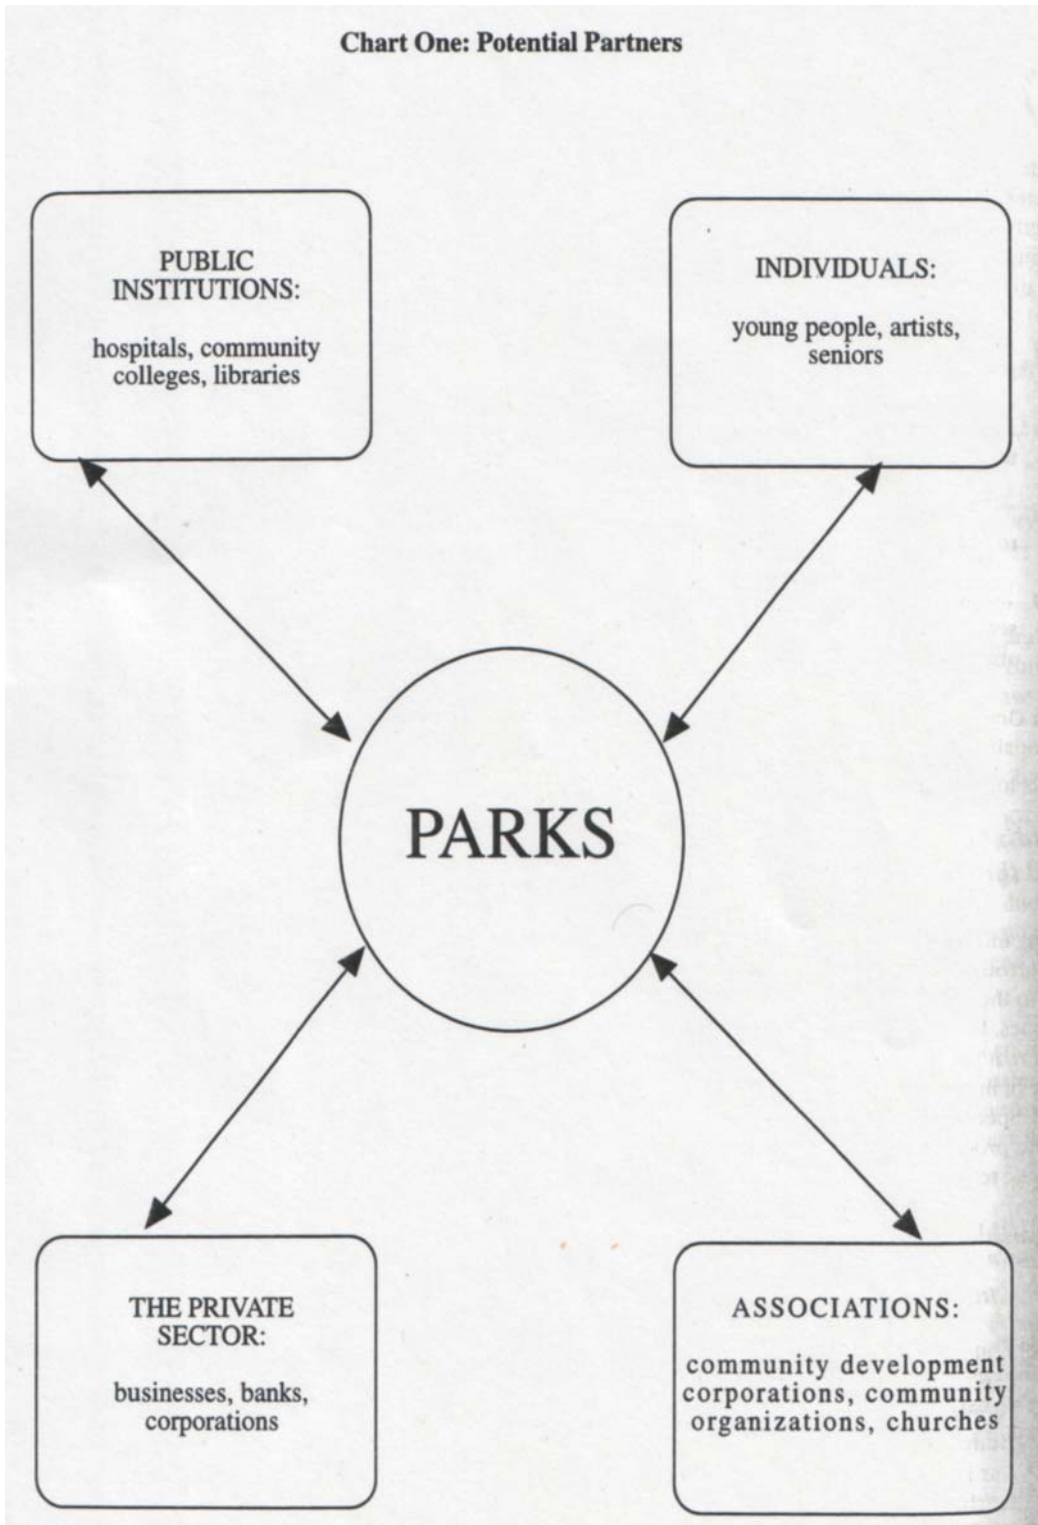 Chart One: Potential Partners
PUBLIC
INSTITUTIONS:
hospitals, community
colleges, libraries
INDIVIDUALS:
young people, artists,
seniors
PARKS
THE PRIVATE
SECTOR:
businesses, banks,
corporations
ASSOCIATIONS:
community development
corporations, community
organizations, churches